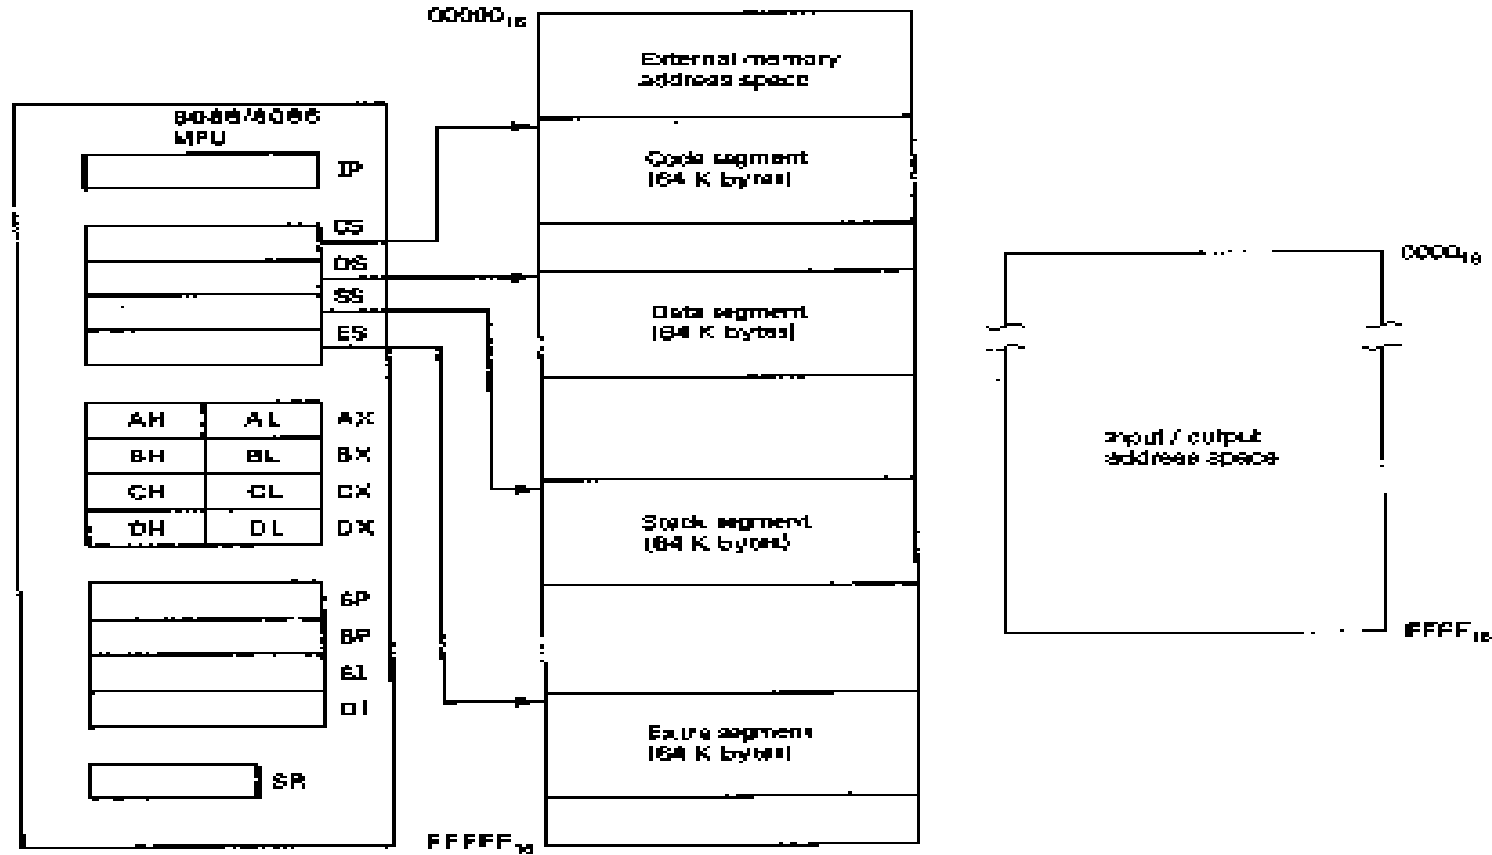 00000₁₆
External memory
address space
8088/8086
MPU
IP
CS
DS
SS
ES
Code segment
(64 K bytes)
Data segment
(64 K bytes)
AH AL AX
BH BL BX
CH CL CX
DH DL DX
Stack segment
(64 K bytes)
SP
BP
SI
DI
Extra segment
(64 K bytes)
SR
FFFFF₁₆
0000₁₆
Input / output
address space
FFFF₁₆